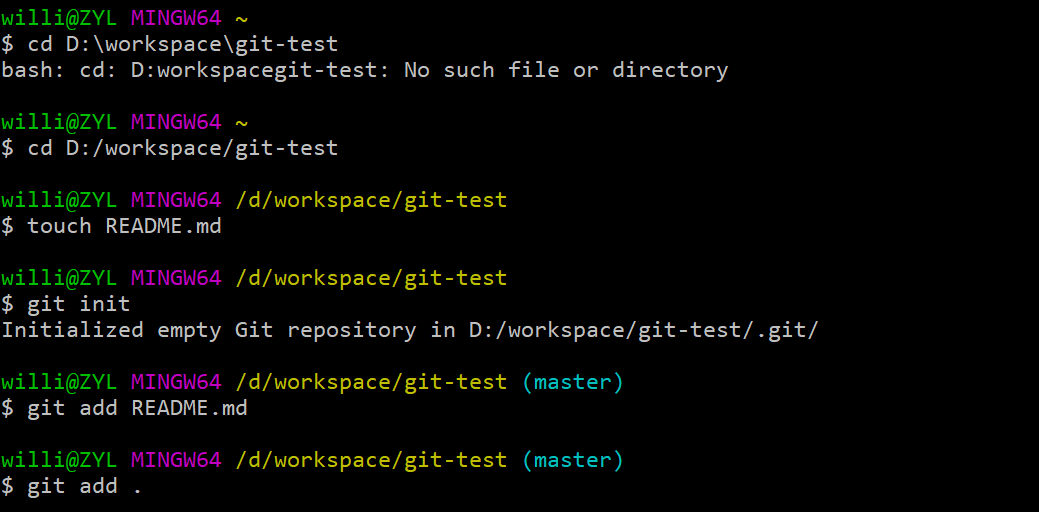 willi@ZYL MINGW64 ~
$ cd D:\workspace\git-test
bash: cd: D:workspacegit-test: No such file or directory
willi@ZYL MINGW64 ~
$ cd D:/workspace/git-test
willi@ZYL MINGW64 /d/workspace/git-test
$ touch README.md
willi@ZYL MINGW64 /d/workspace/git-test
$ git init
Initialized empty Git repository in D:/workspace/git-test/.git/
willi@ZYL MINGW64 /d/workspace/git-test (master)
$ git add README.md
willi@ZYL MINGW64 /d/workspace/git-test (master)
$ git add .